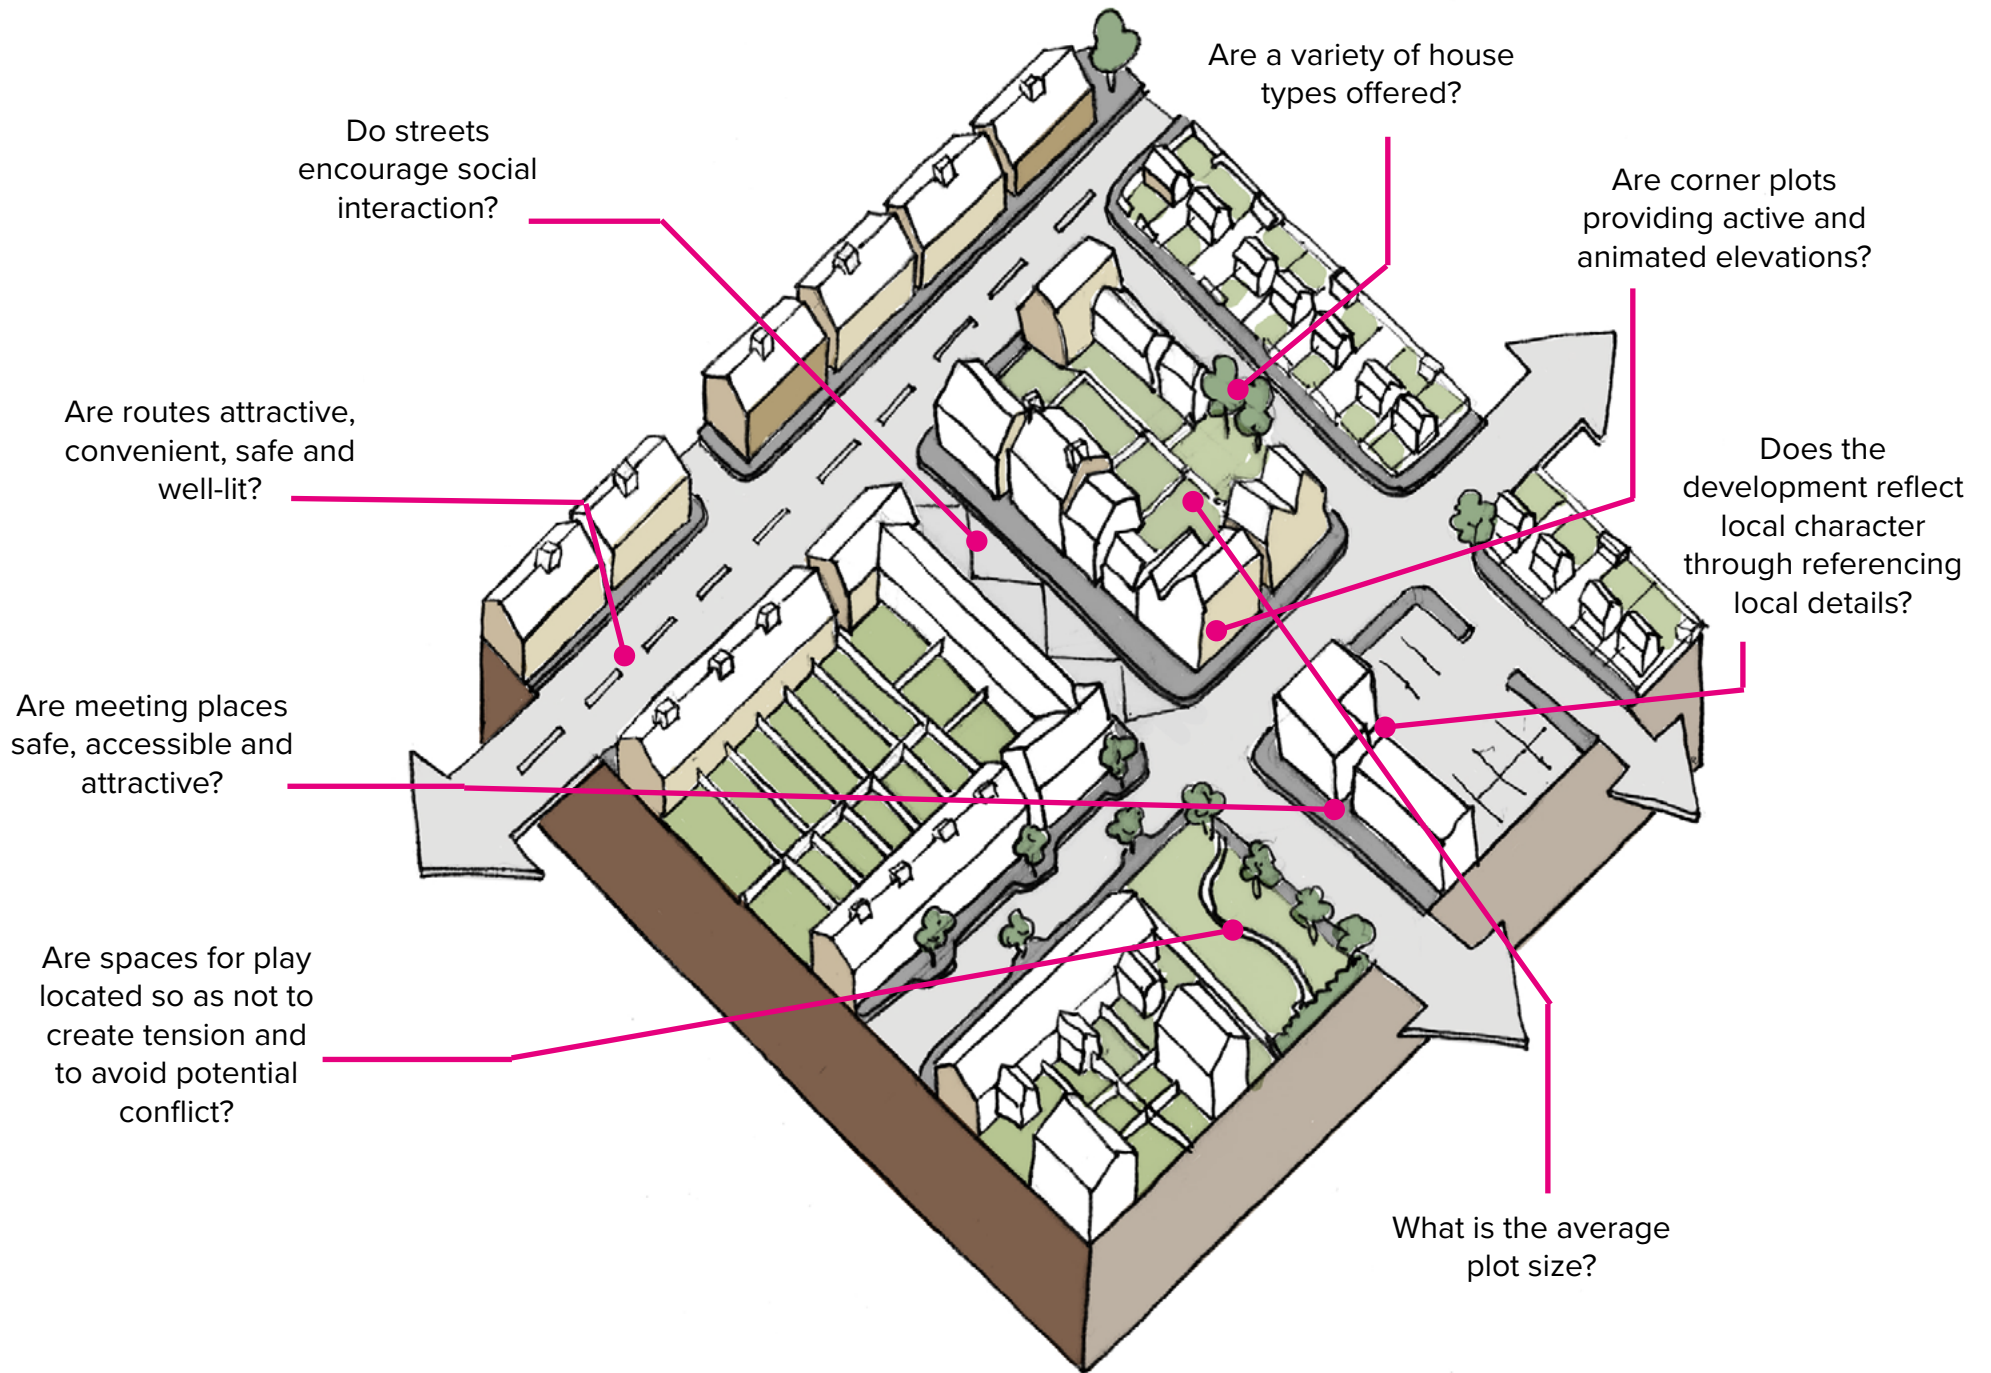 Are a variety of house
types offered?
Do streets
encourage social
interaction?
Are corner plots
providing active and
animated elevations?
Are routes attractive,
convenient, safe and
well-lit?
Does the
development reflect
local character
through referencing
local details?
Are meeting places
safe, accessible and
attractive?
Are spaces for play
located so as not to
create tension and
to avoid potential
conflict?
What is the average
plot size?